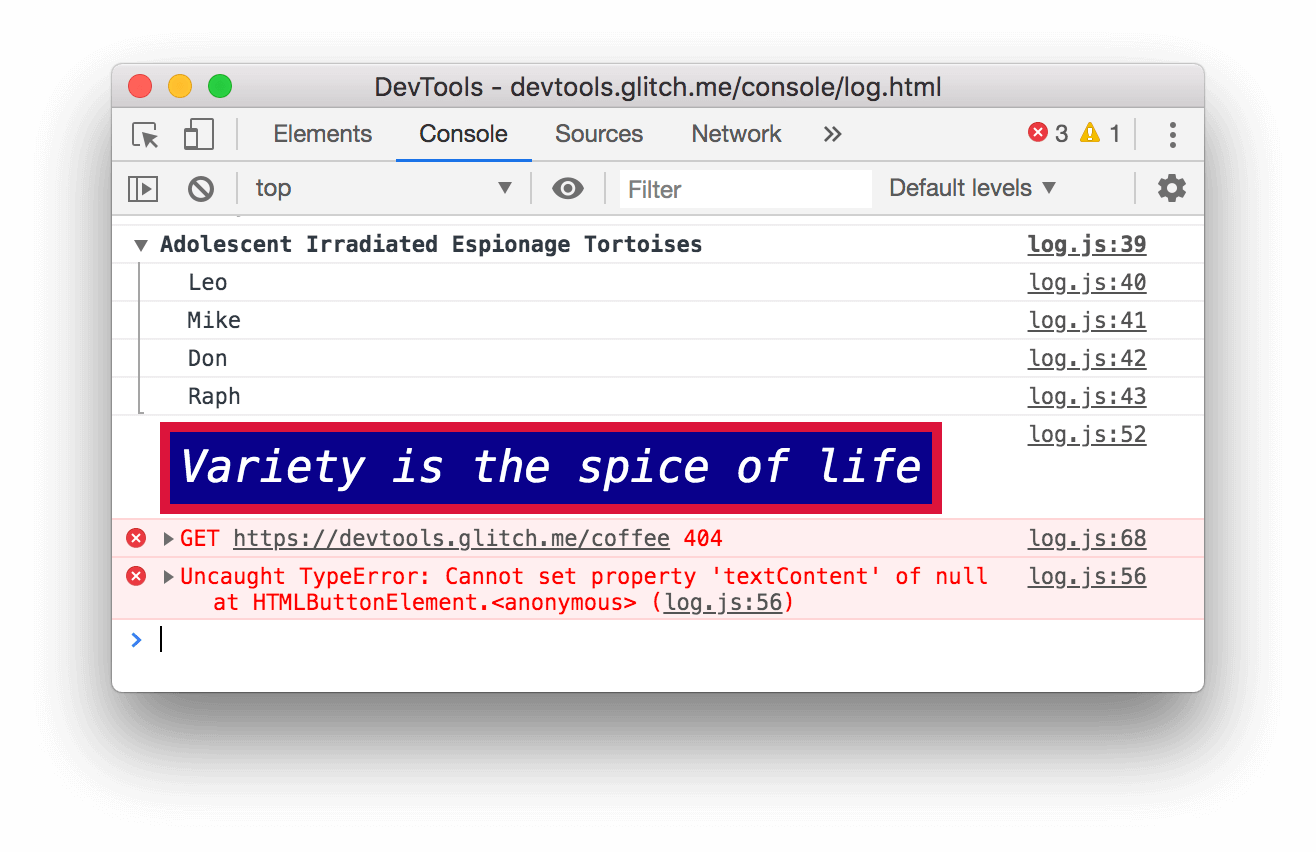 DevTools - devtools.glitch.me/console/log.html
Elements Console Sources Network » 3 1
top Filter Default levels
Adolescent Irradiated Espionage Tortoises log.js:39
Leo log.js:40
Mike log.js:41
Don log.js:42
Raph log.js:43
Variety is the spice of life log.js:52
GET https://devtools.glitch.me/coffee 404 log.js:68
Uncaught TypeError: Cannot set property 'textContent' of null log.js:56
at HTMLButtonElement.<anonymous> (log.js:56)